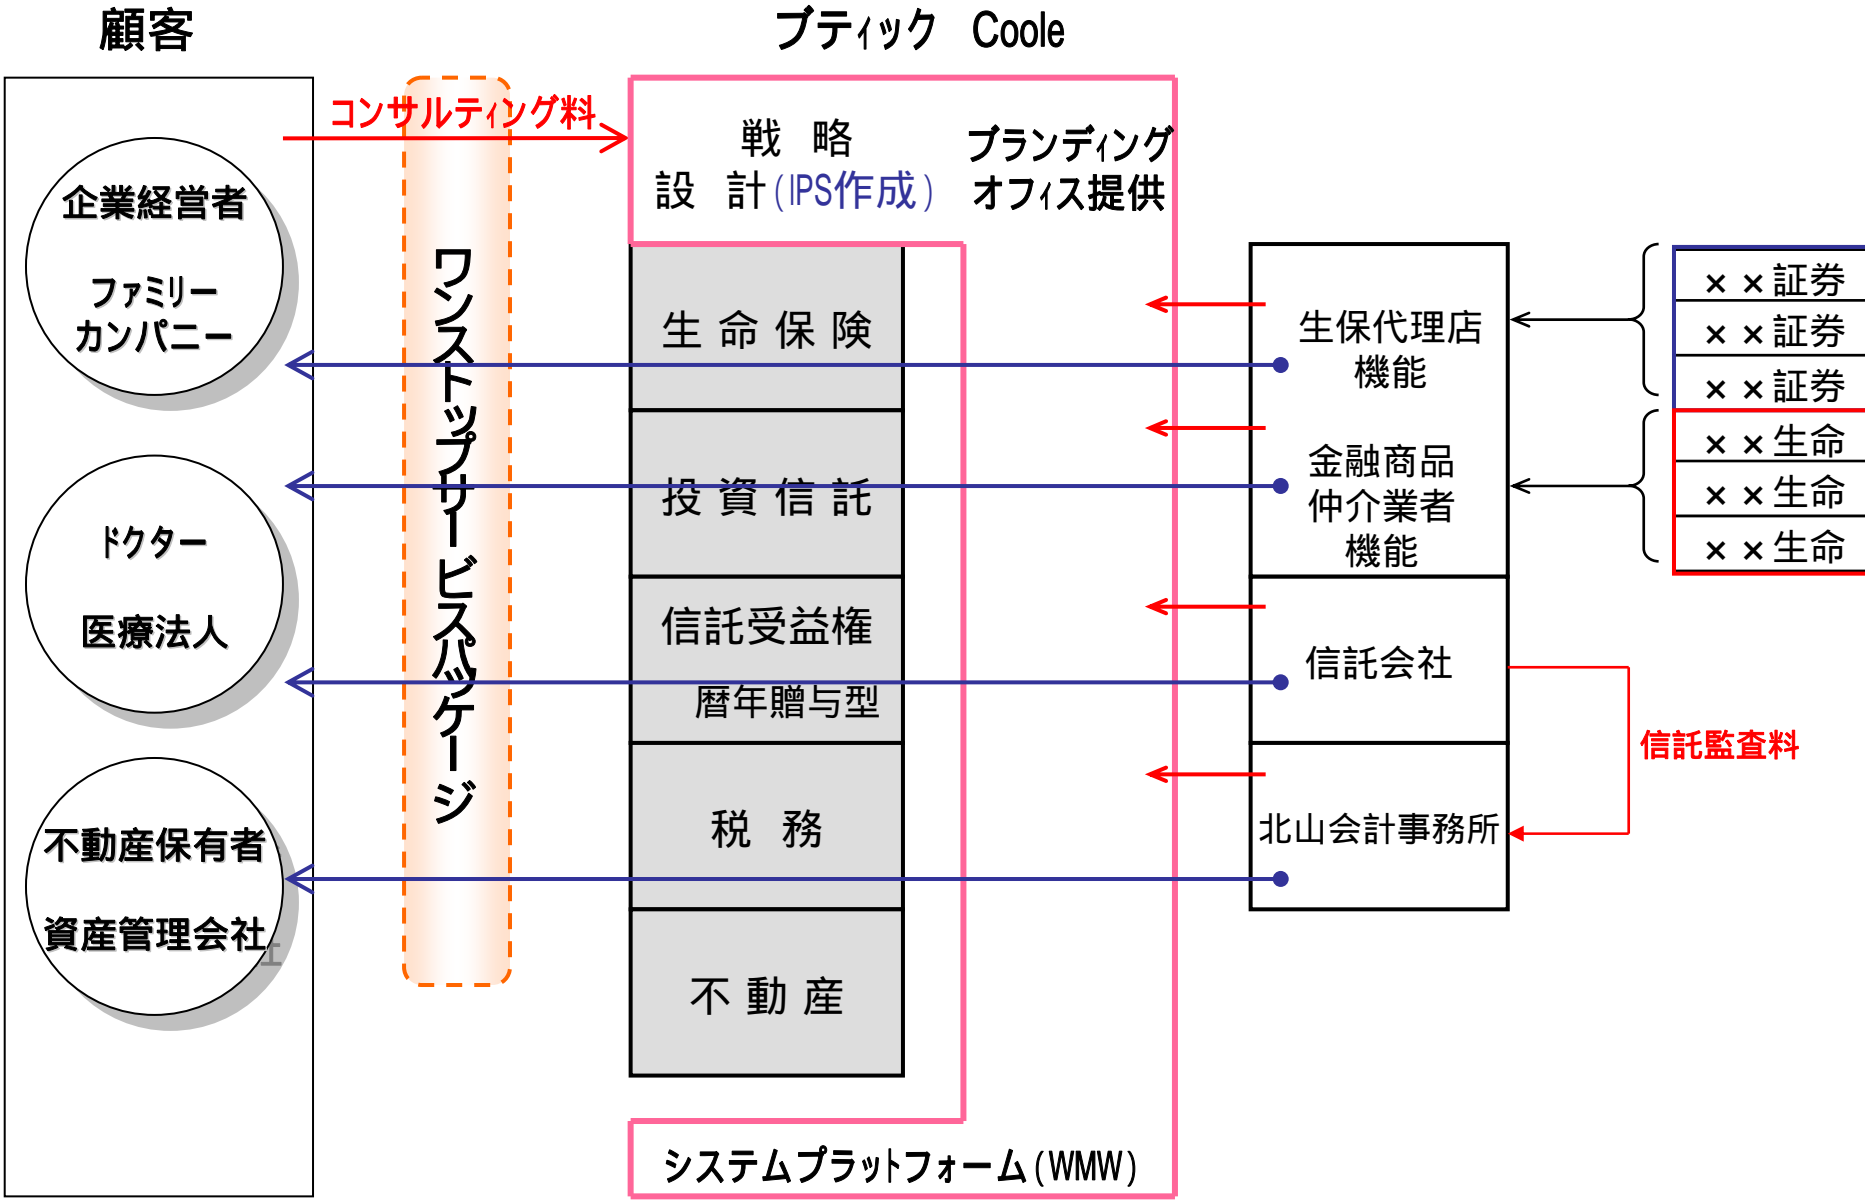 顧客
ブティック Coole
コンサルティング料
企業経営者
ファミリー
カンパニー
ドクター
医療法人
不動産保有者
資産管理会社
ワンストップサービスパッケージ
戦 略
設 計(IPS作成)
ブランディング
オフィス提供
生命保険
投資信託
信託受益権
暦年贈与型
税 務
不動産
システムプラットフォーム(WMW)
生保代理店
機能
金融商品
仲介業者
機能
信託会社
北山会計事務所
××証券
××証券
××証券
××生命
××生命
××生命
信託監査料